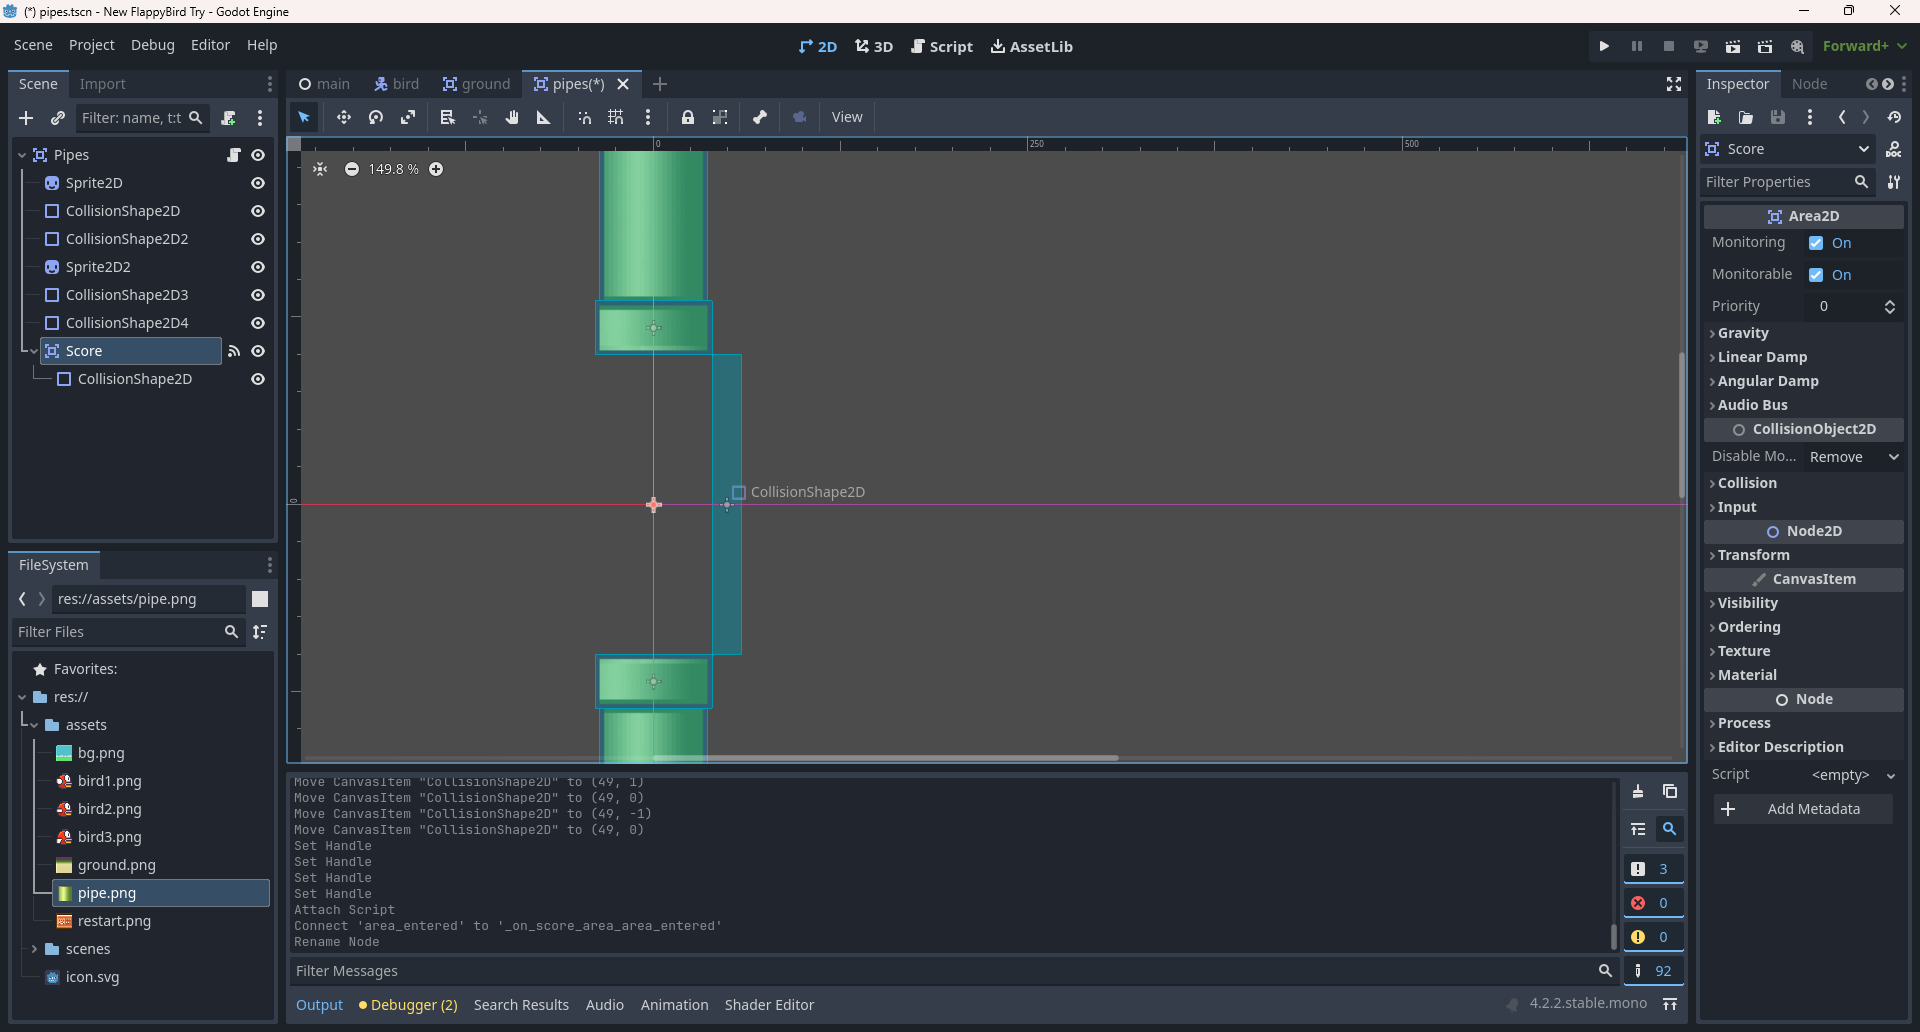 (*) pipes.tscn - New FlappyBird Try - Godot Engine
Scene Project Debug Editor Help
2D 3D Script AssetLib
Forward+
Scene Import
Filter: name, t:t
Pipes
Sprite2D
CollisionShape2D
CollisionShape2D2
Sprite2D2
CollisionShape2D3
CollisionShape2D4
Score
CollisionShape2D
FileSystem
res://assets/pipe.png
Filter Files
Favorites:
res://
assets
bg.png
bird1.png
bird2.png
bird3.png
ground.png
pipe.png
restart.png
scenes
icon.svg
main bird ground pipes(*)
View
0 250 500
149.8 %
0
CollisionShape2D
Move CanvasItem "CollisionShape2D" to (49, 1)
Move CanvasItem "CollisionShape2D" to (49, 0)
Move CanvasItem "CollisionShape2D" to (49, -1)
Move CanvasItem "CollisionShape2D" to (49, 0)
Set Handle
Set Handle
Set Handle
Set Handle
Attach Script
Connect 'area_entered' to '_on_score_area_area_entered'
Rename Node
3
0
0
92
Filter Messages
Output Debugger (2) Search Results Audio Animation Shader Editor
4.2.2.stable.mono
Inspector Node
Score
DOC
Filter Properties
Area2D
Monitoring On
Monitorable On
Priority 0
Gravity
Linear Damp
Angular Damp
Audio Bus
CollisionObject2D
Disable Mo... Remove
Collision
Input
Node2D
Transform
CanvasItem
Visibility
Ordering
Texture
Material
Node
Process
Editor Description
Script <empty>
Add Metadata